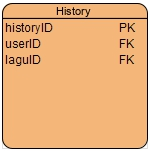 History
historyID PK
userID FK
laguID FK